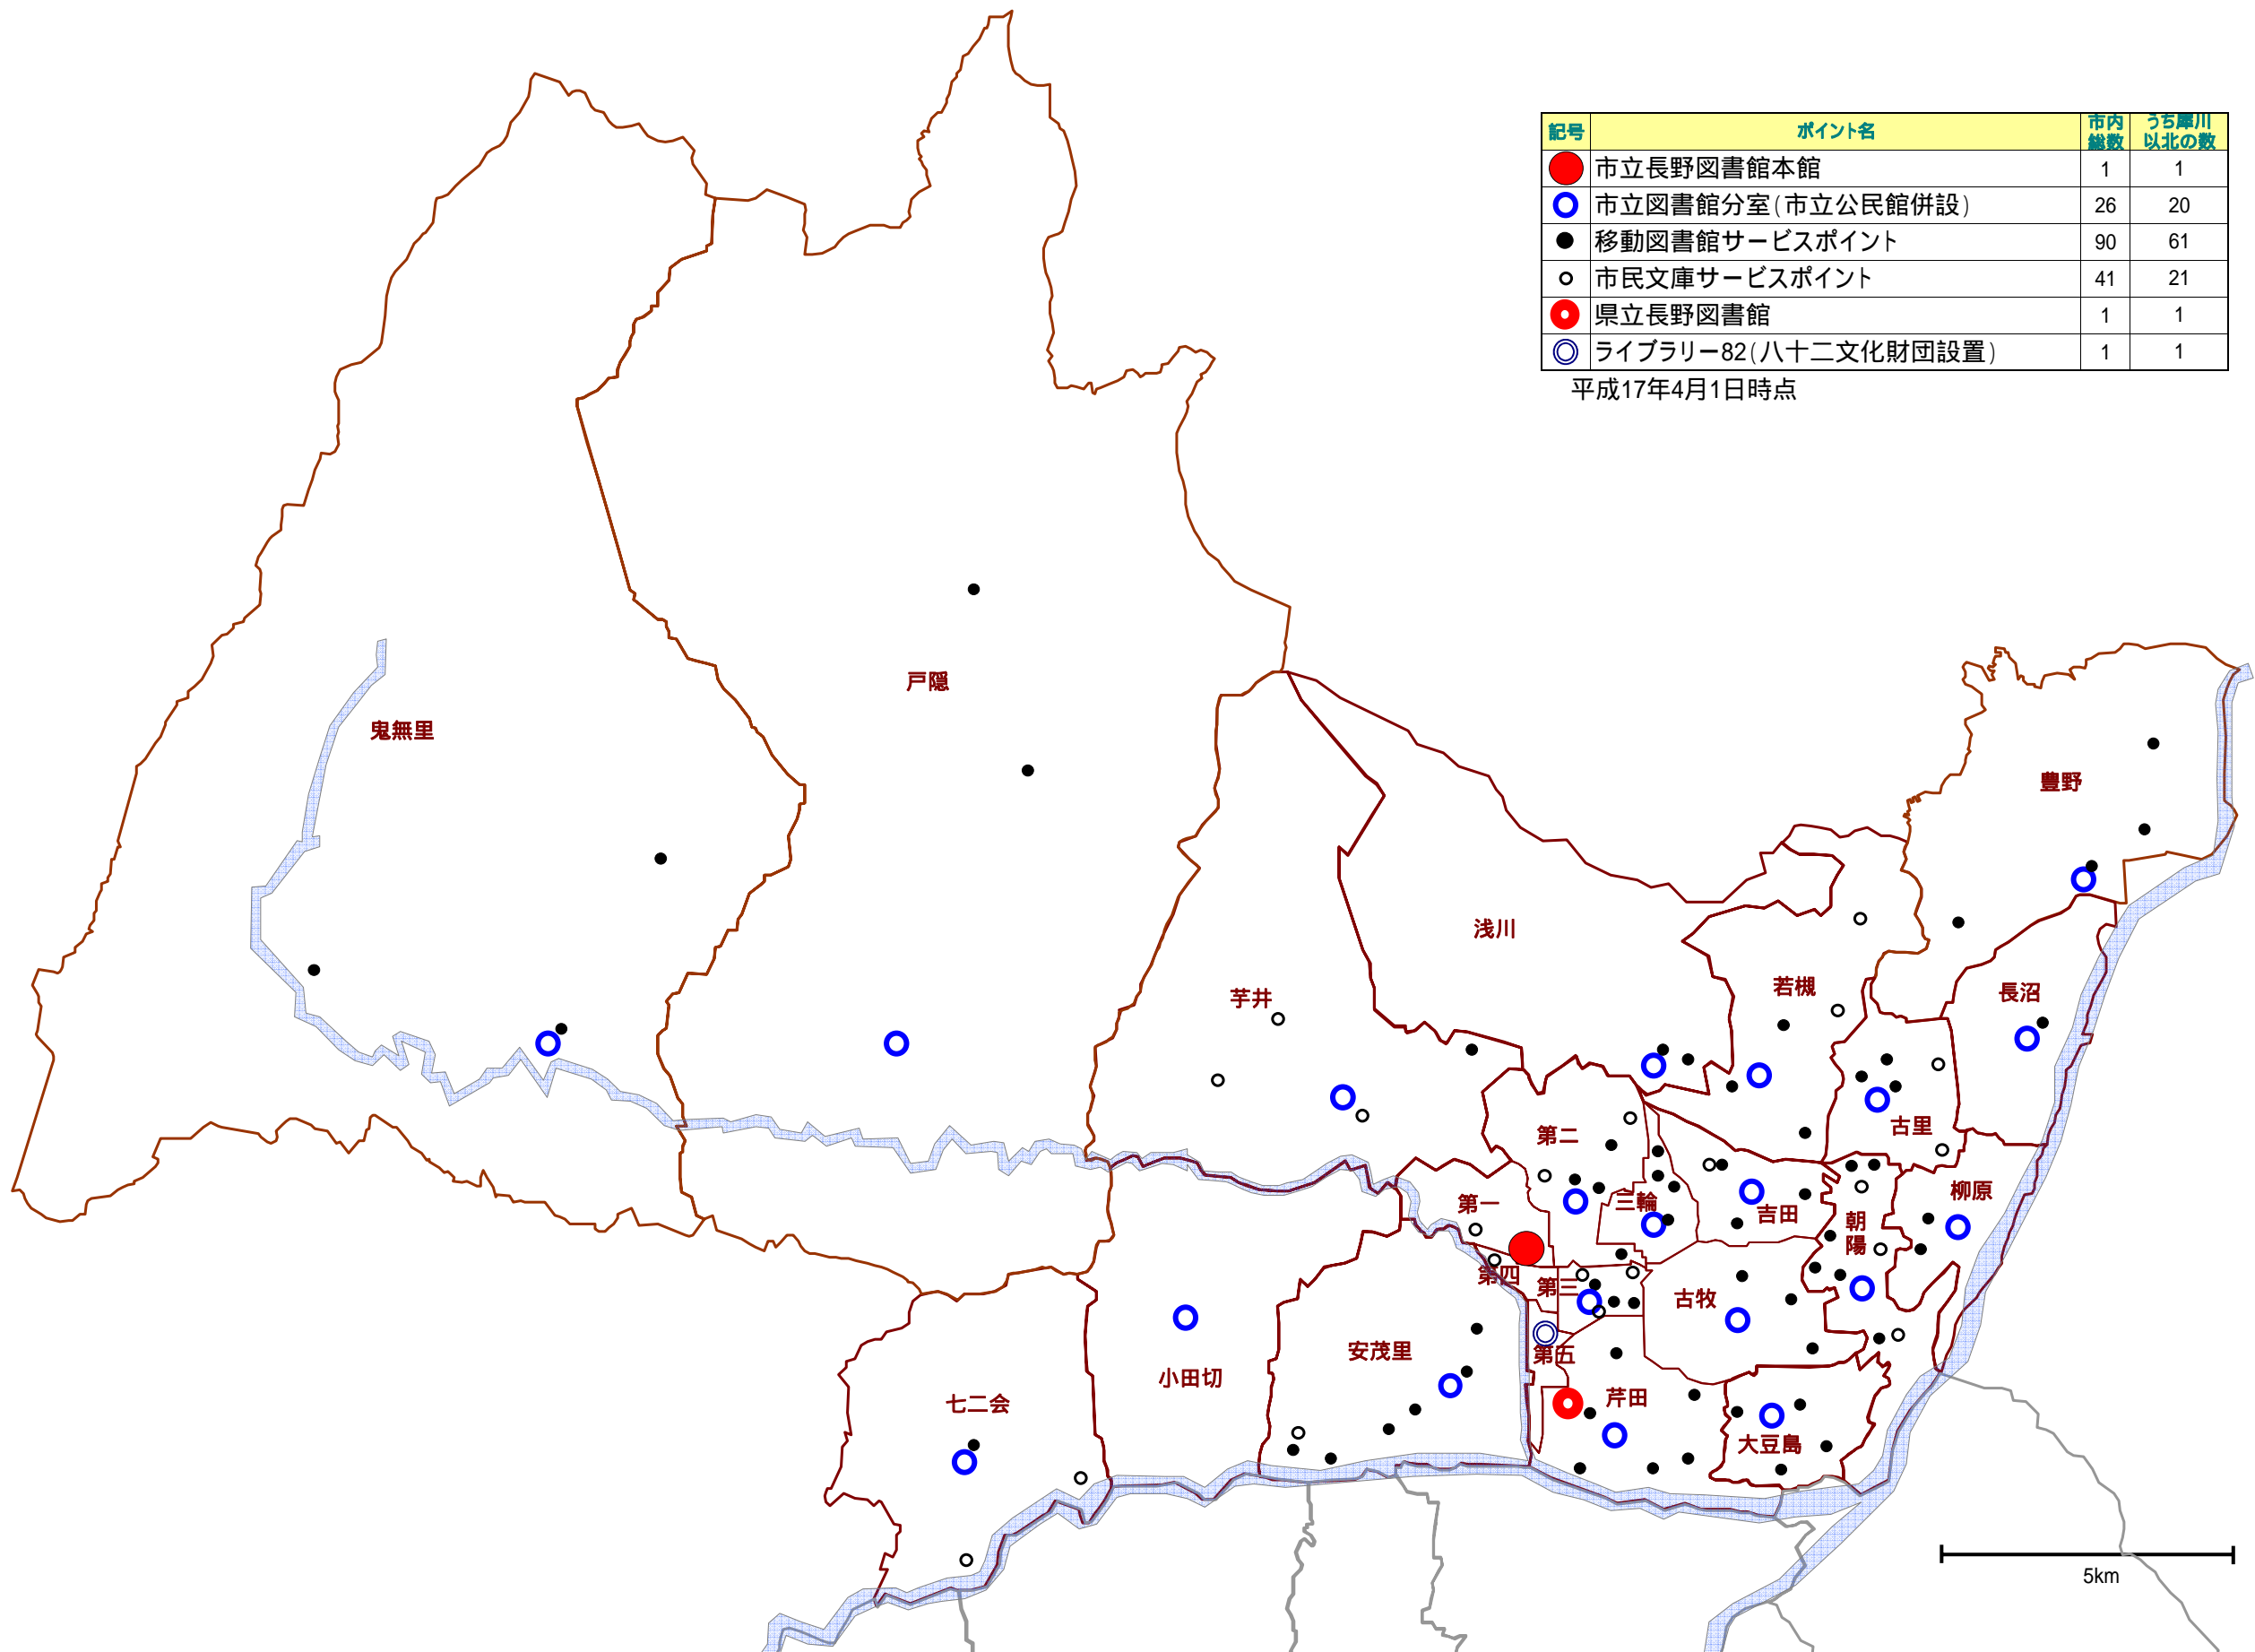 記号 ポイント名 市内総数 うち犀川以北の数
市立長野図書館本館 1 1
市立図書館分室(市立公民館併設) 26 20
移動図書館サービスポイント 90 61
市民文庫サービスポイント 41 21
県立長野図書館 1 1
ライブラリー82(八十二文化財団設置) 1 1
平成17年4月1日時点
戸隠
鬼無里
豊野
浅川
若槻
長沼
芋井
古里
第二
柳原
第一
三輪
吉田
朝陽
第四
第三
古牧
安茂里
第五
小田切
七二会
芹田
大豆島
5km